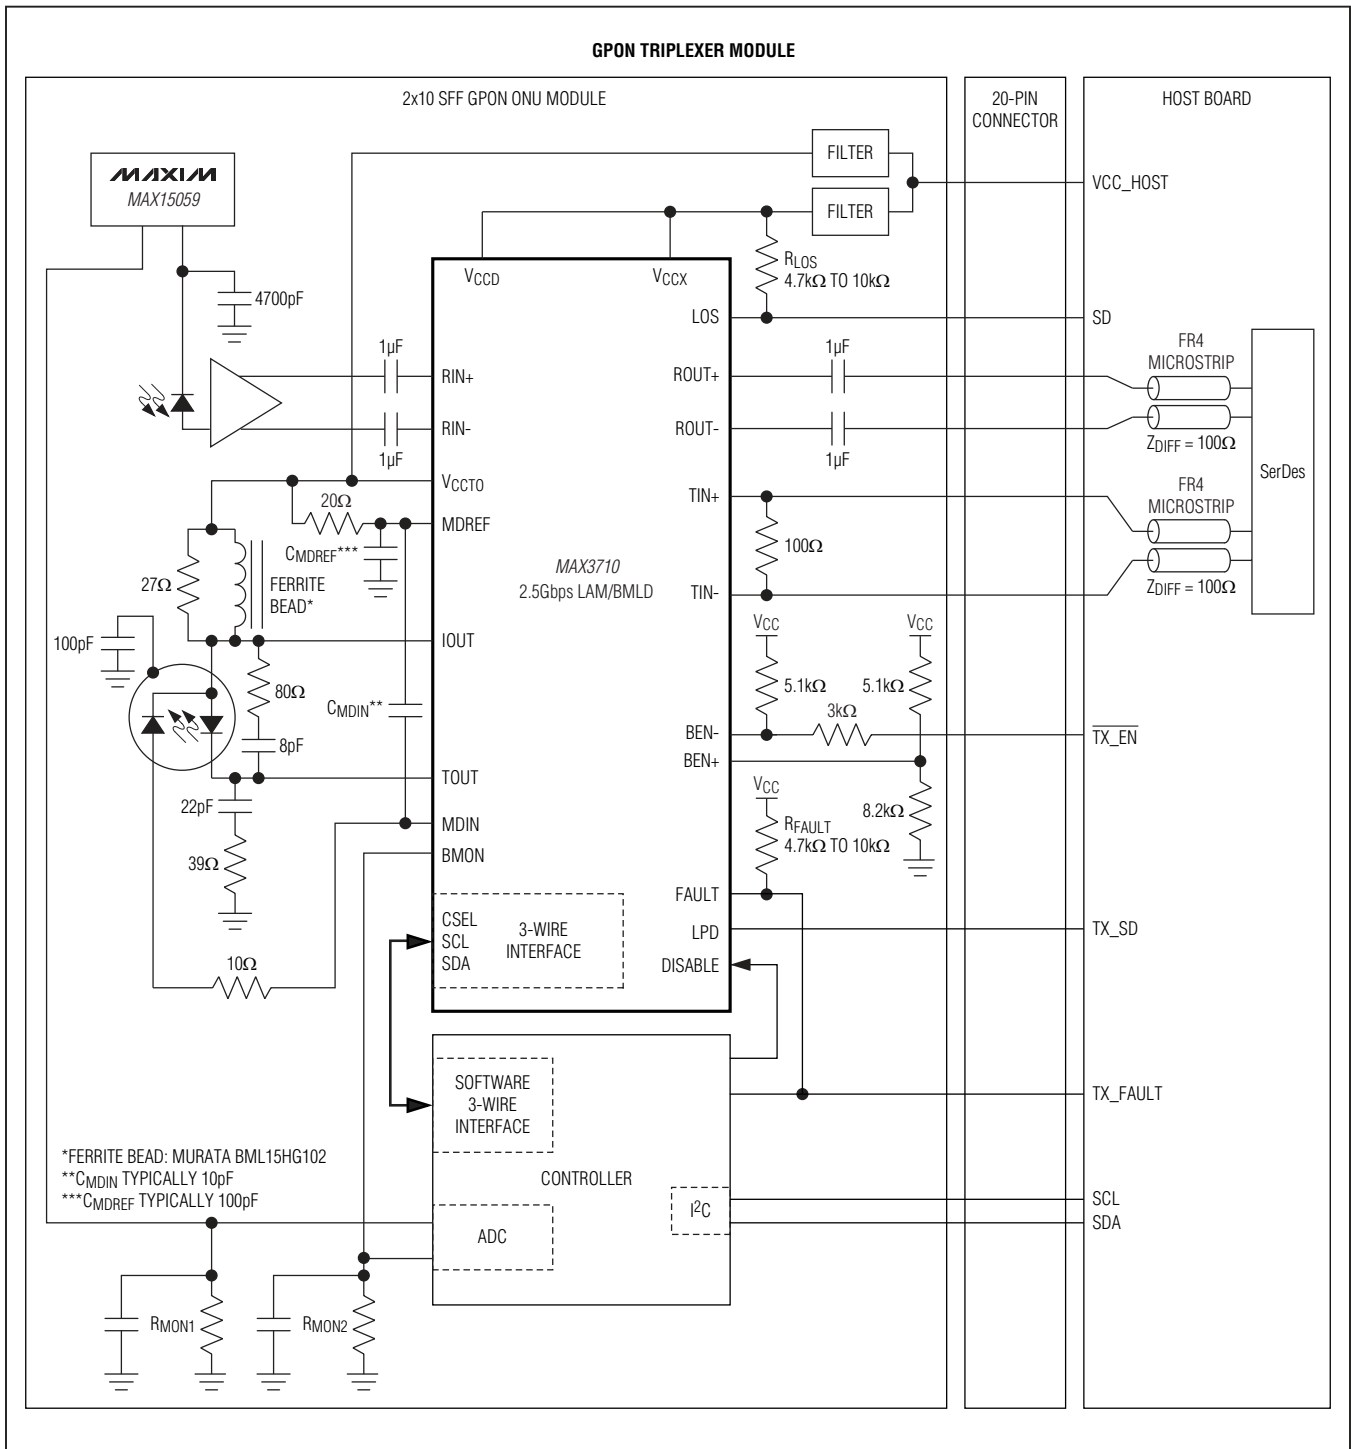 GPON TRIPLEXER MODULE
2x10 SFF GPON ONU MODULE
20-PIN
CONNECTOR
HOST BOARD
MAXIM
MAX15059
FILTER
FILTER
VCC_HOST
4700pF
VCCD
VCCX
RLOS
4.7kΩ TO 10kΩ
LOS
SD
1µF
RIN+
RIN-
1µF
ROUT+
1µF
ROUT-
1µF
FR4
MICROSTRIP
ZDIFF = 100Ω
SerDes
FR4
MICROSTRIP
ZDIFF = 100Ω
VCCTO
20Ω
MDREF
CMDREF***
TIN+
100Ω
TIN-
MAX3710
2.5Gbps LAM/BMLD
27Ω
FERRITE
BEAD*
100pF
IOUT
80Ω
8pF
CMDIN**
VCC
VCC
5.1kΩ
5.1kΩ
3kΩ
BEN-
BEN+
TX_EN
TOUT
22pF
39Ω
MDIN
BMON
VCC
RFAULT
4.7kΩ TO 10kΩ
8.2kΩ
FAULT
LPD
TX_SD
DISABLE
CSEL
SCL
SDA
3-WIRE
INTERFACE
10Ω
SOFTWARE
3-WIRE
INTERFACE
TX_FAULT
CONTROLLER
I2C
SCL
SDA
ADC
*FERRITE BEAD: MURATA BML15HG102
**CMDIN TYPICALLY 10pF
***CMDREF TYPICALLY 100pF
RMON1
RMON2